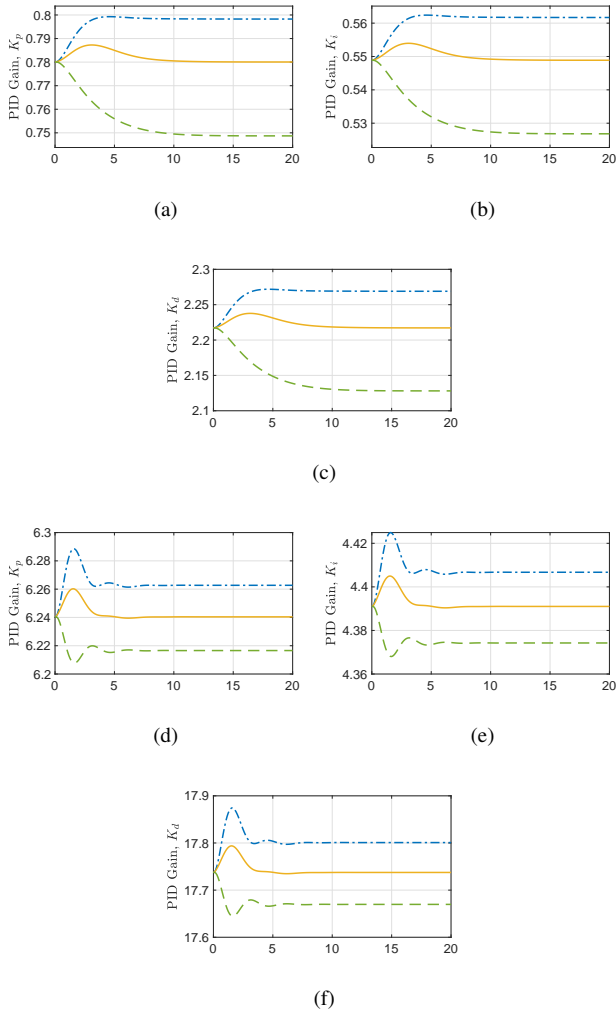 PID Gain, K_p
0.8
0.78
0.77
0.75
0 5 10 15 20
(a)
PID Gain, K_i
0.56
0.55
0.54
0.53
0 5 10 15 20
(b)
PID Gain, K_d
2.3
2.25
2.2
2.15
2.1
0 5 10 15 20
(c)
PID Gain, K_p
6.3
6.28
6.26
6.24
6.22
6.2
0 5 10 15 20
(d)
PID Gain, K_i
4.42
4.4
4.38
4.36
0 5 10 15 20
(e)
PID Gain, K_d
17.9
17.8
17.7
17.6
0 5 10 15 20
(f)